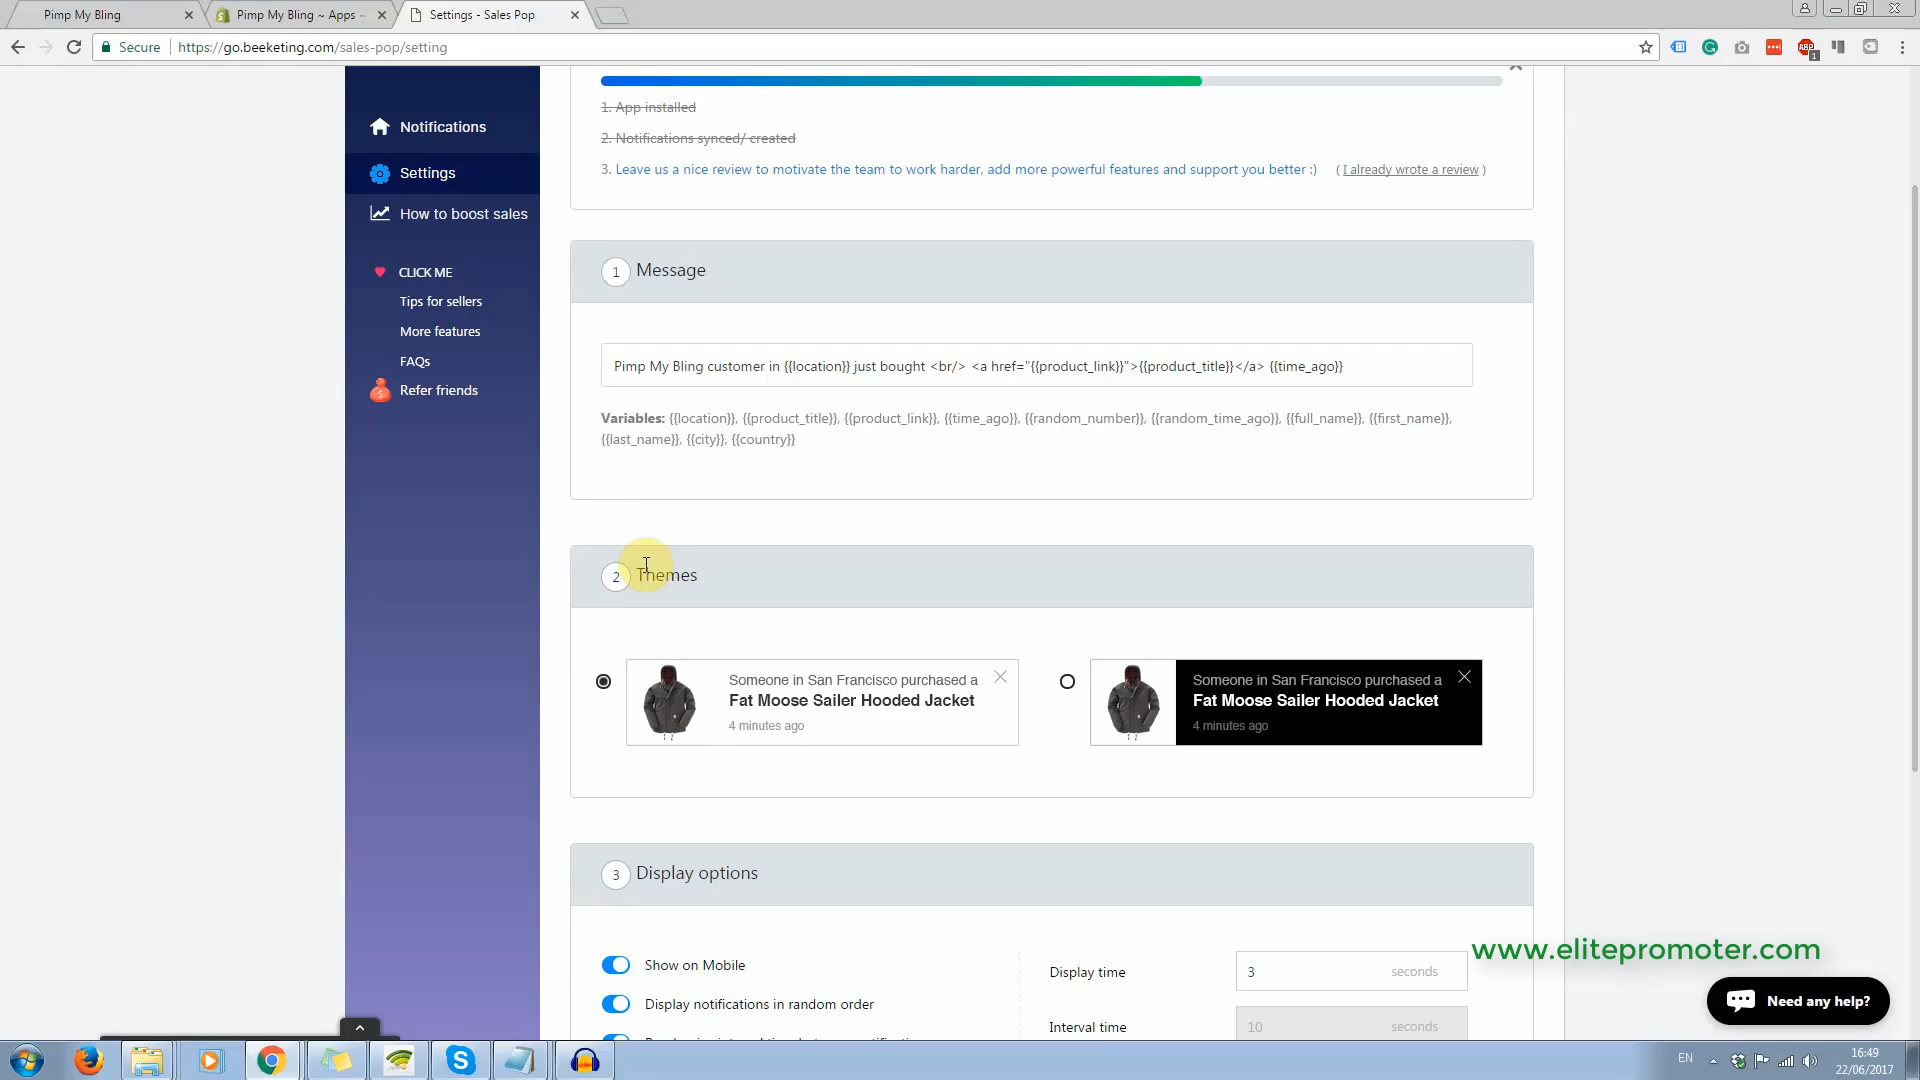 Pimp My Bling
Pimp My Bling ~ Apps ~
Settings - Sales Pop
Secure
https://go.beeketing.com/sales-pop/setting
ABP
1
Notifications
Settings
How to boost sales
CLICK ME
Tips for sellers
More features
FAQs
Refer friends
1. App installed
2. Notifications synced/ created
3. Leave us a nice review to motivate the team to work harder, add more powerful features and support you better :) ( I already wrote a review )
1 Message
Pimp My Bling customer in {{location}} just bought <br/> <a href="{{product_link}}">{{product_title}}</a> {{time_ago}}
Variables: {{location}}, {{product_title}}, {{product_link}}, {{time_ago}}, {{random_number}}, {{random_time_ago}}, {{full_name}}, {{first_name}},
{{last_name}}, {{city}}, {{country}}
2 Themes
Someone in San Francisco purchased a
Fat Moose Sailer Hooded Jacket
4 minutes ago
Someone in San Francisco purchased a
Fat Moose Sailer Hooded Jacket
4 minutes ago
3 Display options
Show on Mobile
Display notifications in random order
Display time
3 seconds
Interval time
10 seconds
www.elitepromoter.com
Need any help?
EN
16:49
22/06/2017